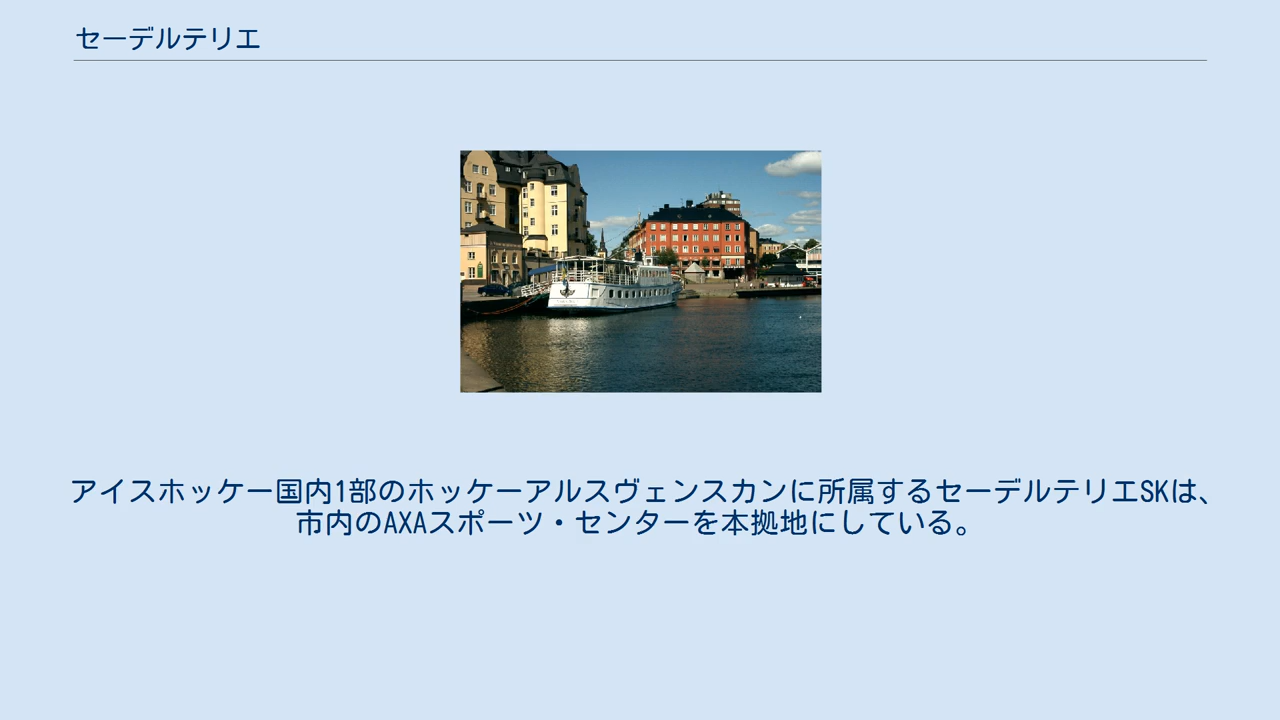 セーデルテリエ
アイスホッケー国内1部のホッケーアルスヴェンスカンに所属するセーデルテリエSKは、
市内のAXAスポーツ・センターを本拠地にしている。